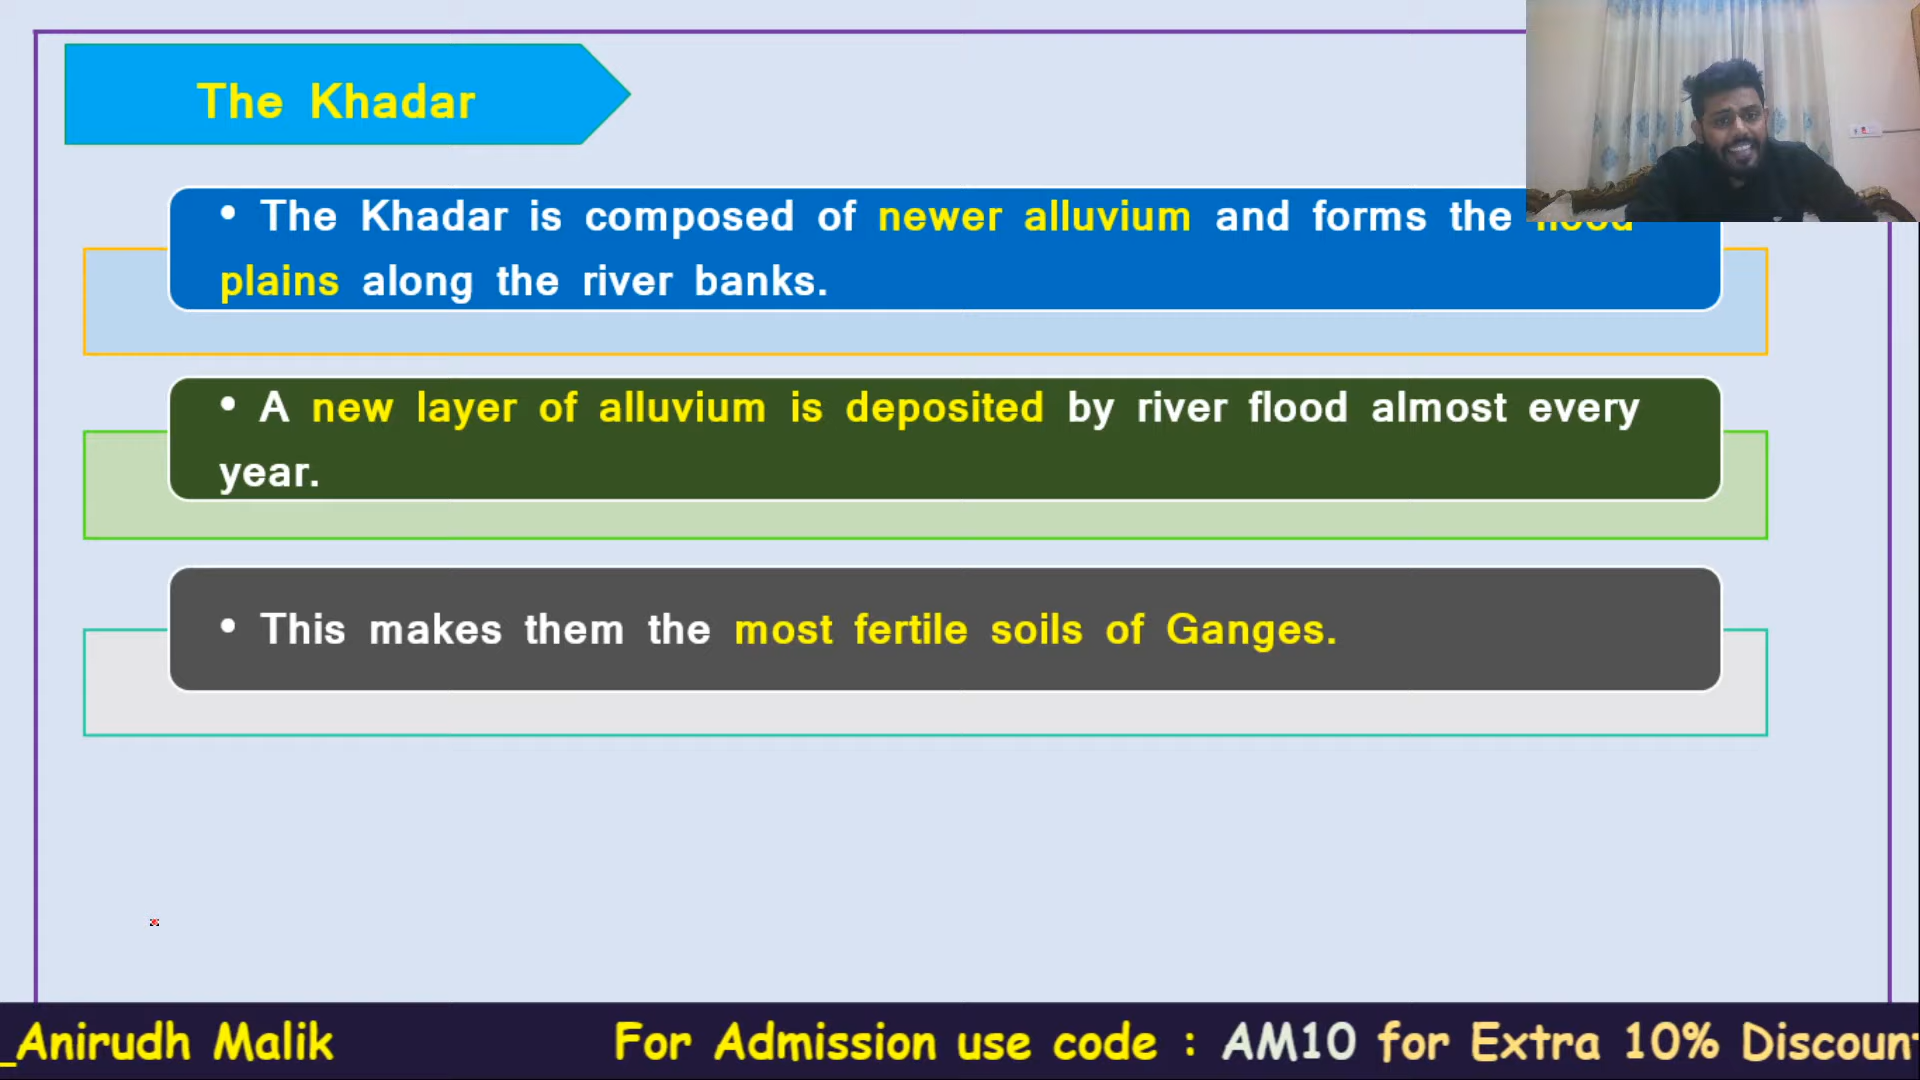 The Khadar
• The Khadar is composed of newer alluvium and forms the flood
plains along the river banks.
• A new layer of alluvium is deposited by river flood almost every
year.
• This makes them the most fertile soils of Ganges.
_Anirudh Malik For Admission use code : AM10 for Extra 10% Discoun